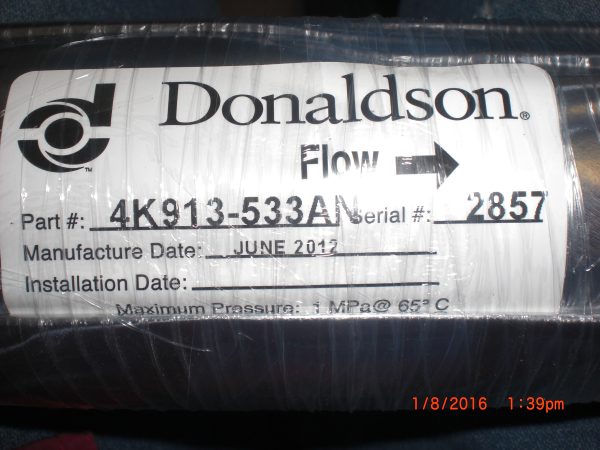 Donaldson®
™
Flow
Part #: 4K913-533AN Serial #: 2857
Manufacture Date: JUNE 2012
Installation Date:
Maximum Pressure: 1 MPa@ 65° C
1/8/2016 1:39pm